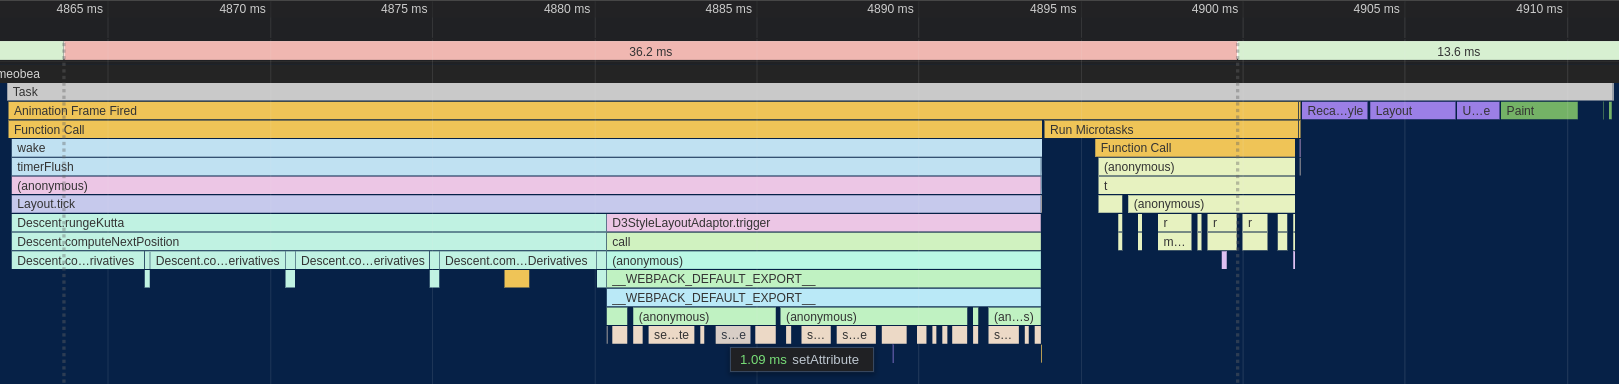 4865 ms 4870 ms 4875 ms 4880 ms 4885 ms 4890 ms 4895 ms 4900 ms 4905 ms 4910 ms
36.2 ms 13.6 ms
meobea
Task
Animation Frame Fired Reca…yle Layout U…e Paint
Function Call Run Microtasks
wake Function Call
timerFlush (anonymous)
(anonymous) t
Layout.tick (anonymous)
Descent.rungeKutta D3StyleLayoutAdaptor.trigger r r r
Descent.computeNextPosition call m…
Descent.co…rivatives Descent.co…erivatives Descent.co…erivatives Descent.com…Derivatives (anonymous)
__WEBPACK_DEFAULT_EXPORT__
__WEBPACK_DEFAULT_EXPORT__
(anonymous) (anonymous) (an…s)
se…te s…e s… s…e s…
1.09 ms setAttribute